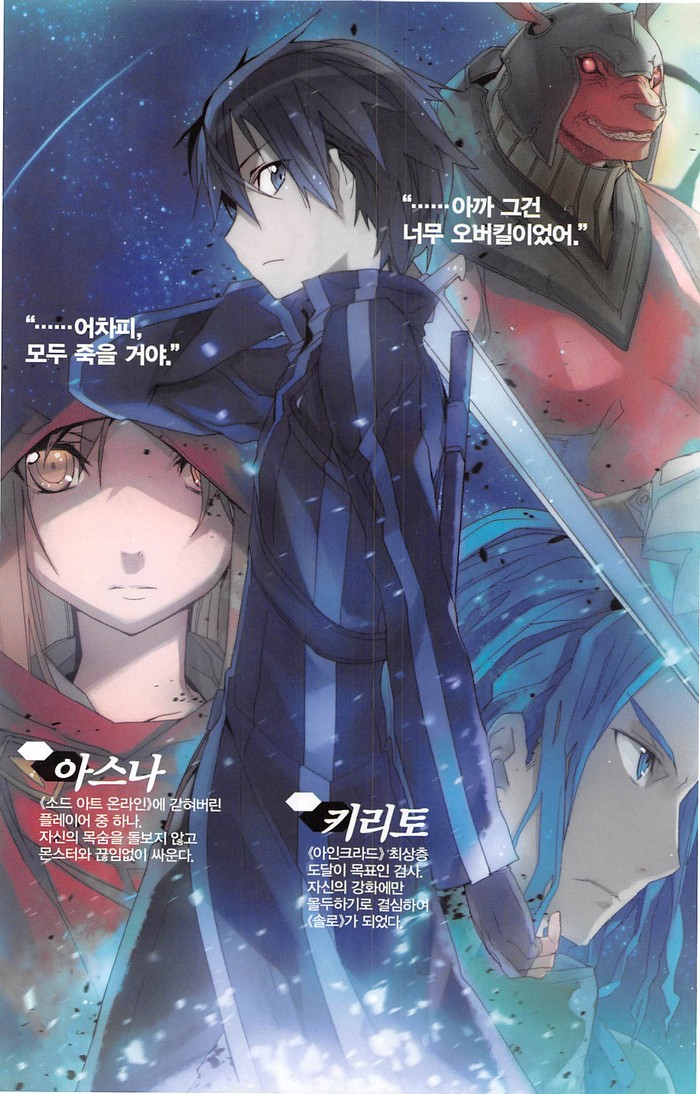 “……아까 그건
너무 오버킬이었어.”
“……어차피,
모두 죽을 거야.”
아스나
《소드 아트 온라인》에 갇혀버린
플레이어 중 하나.
자신의 목숨을 돌보지 않고
몬스터와 끊임없이 싸운다.
키리토
《아인크라드》 최상층
도달이 목표인 검사.
자신의 강화에만
몰두하기로 결심하여
《솔로》가 되었다.